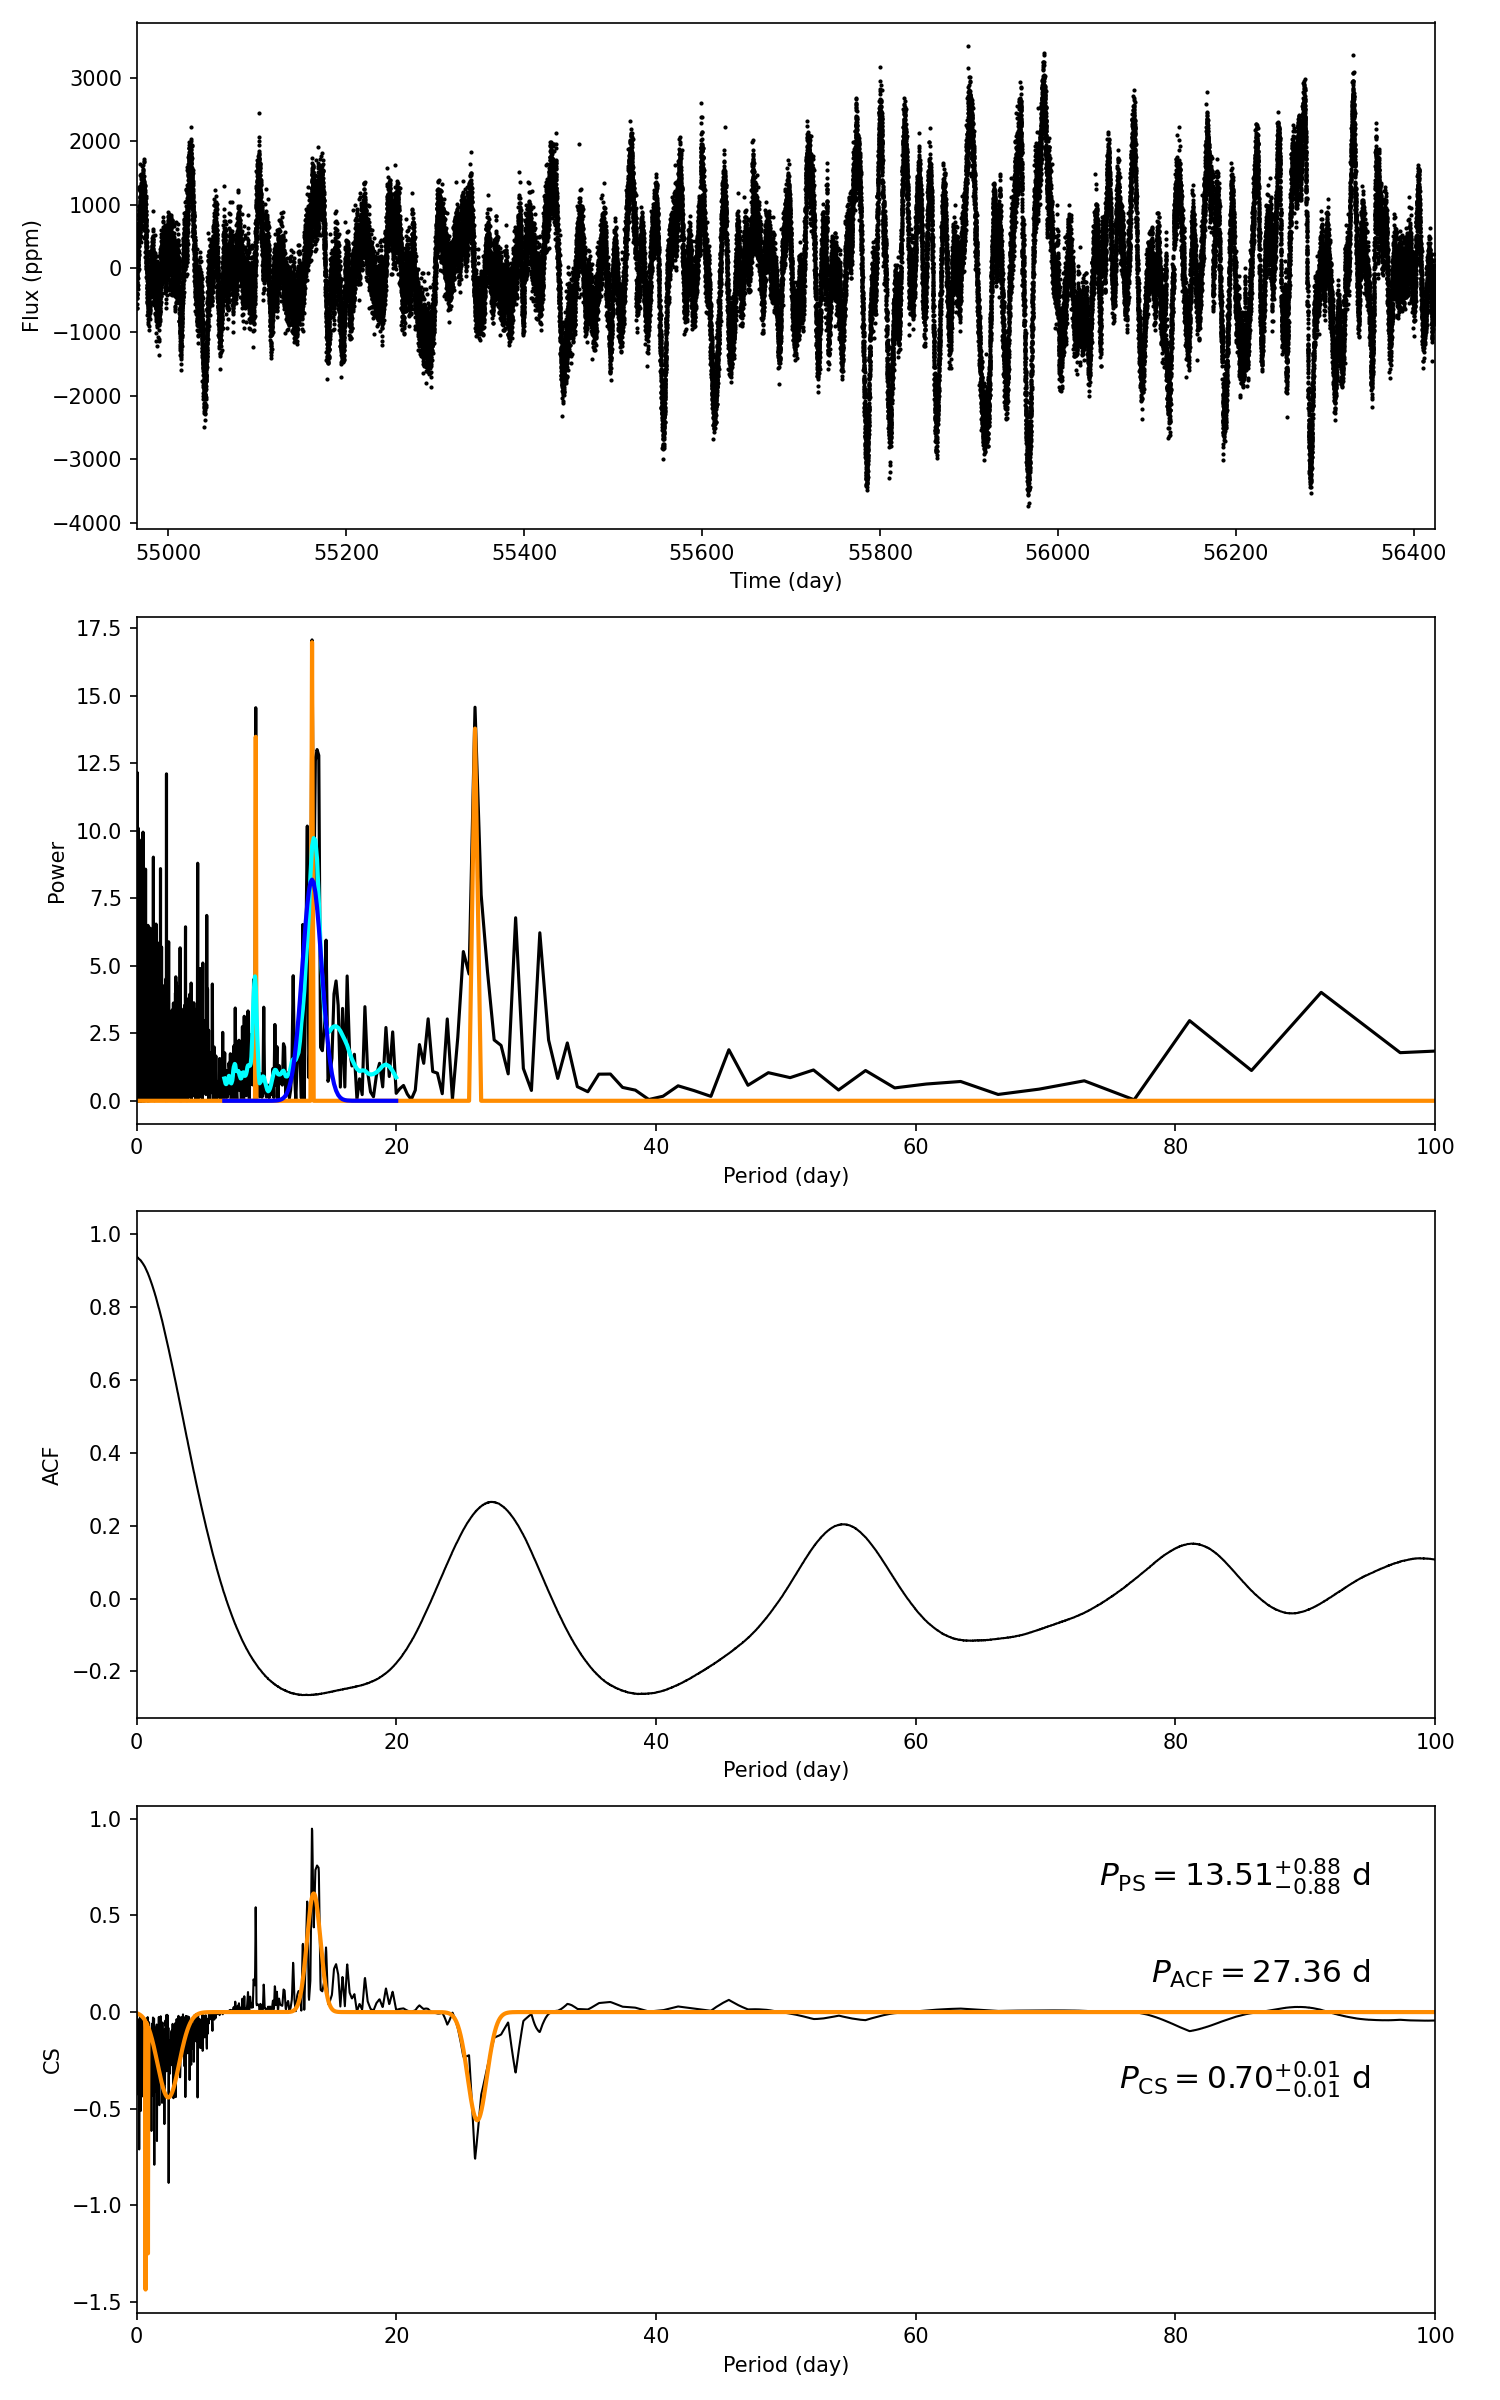 3000
2000
1000
0
−1000
−2000
−3000
−4000
Flux (ppm)
55000 55200 55400 55600 55800 56000 56200 56400
Time (day)
17.5
15.0
12.5
10.0
7.5
5.0
2.5
0.0
Power
0 20 40 60 80 100
Period (day)
1.0
0.8
0.6
0.4
0.2
0.0
−0.2
ACF
0 20 40 60 80 100
Period (day)
1.0
0.5
0.0
−0.5
−1.0
−1.5
CS
P_PS = 13.51^{+0.88}_{−0.88} d
P_ACF = 27.36 d
P_CS = 0.70^{+0.01}_{−0.01} d
0 20 40 60 80 100
Period (day)